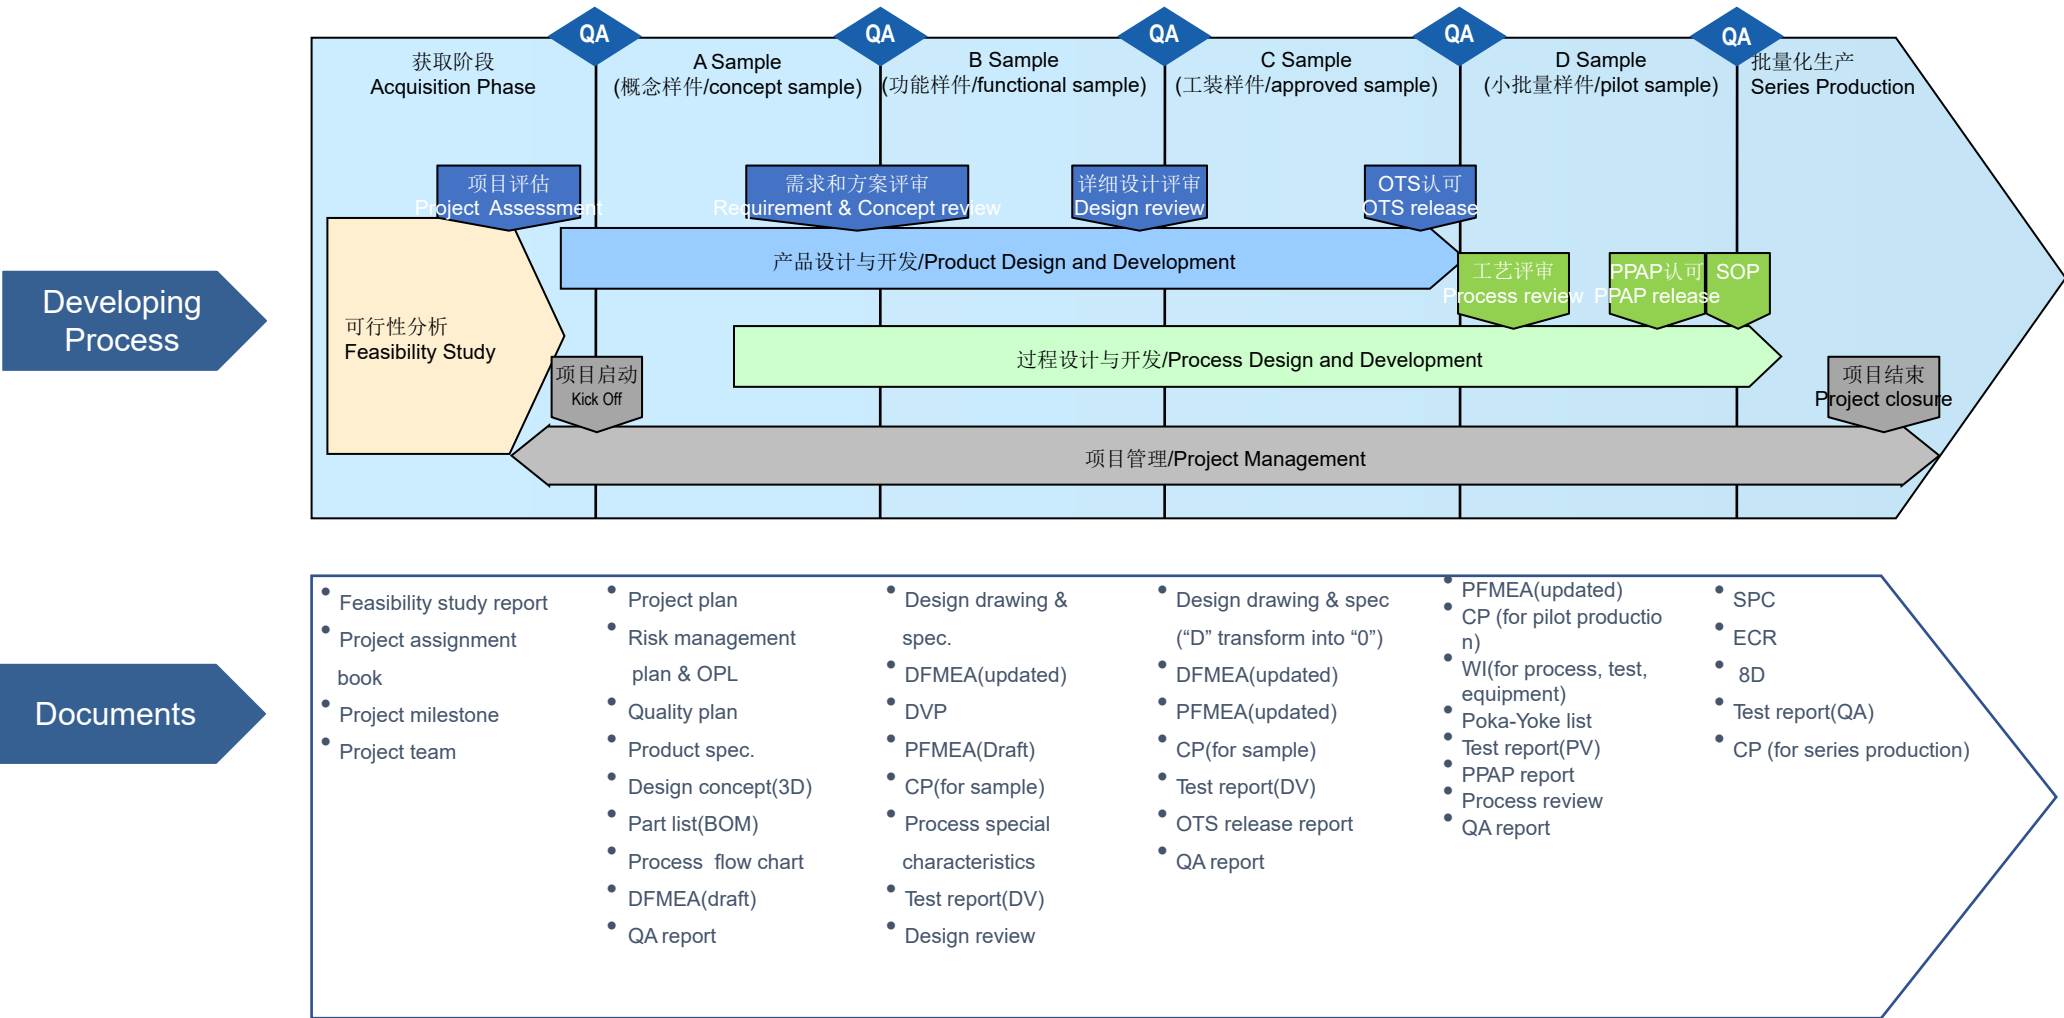 QA
QA
QA
QA
QA
获取阶段
Acquisition Phase
A Sample
(概念样件/concept sample)
B Sample
(功能样件/functional sample)
C Sample
(工装样件/approved sample)
D Sample
(小批量样件/pilot sample)
批量化生产
Series Production
项目评估
Project Assessment
需求和方案评审
Requirement & Concept review
详细设计评审
Design review
OTS认可
OTS release
产品设计与开发/Product Design and Development
工艺评审
Process review
PPAP认可
PPAP release
SOP
Developing
Process
可行性分析
Feasibility Study
过程设计与开发/Process Design and Development
项目启动
Kick Off
项目结束
Project closure
项目管理/Project Management
Documents
• Feasibility study report
• Project assignment
book
• Project milestone
• Project team
• Project plan
• Risk management
plan & OPL
• Quality plan
• Product spec.
• Design concept(3D)
• Part list(BOM)
• Process flow chart
• DFMEA(draft)
• QA report
• Design drawing &
spec.
• DFMEA(updated)
• DVP
• PFMEA(Draft)
• CP(for sample)
• Process special
characteristics
• Test report(DV)
• Design review
• Design drawing & spec
(“D” transform into “0”)
• DFMEA(updated)
• PFMEA(updated)
• CP(for sample)
• Test report(DV)
• OTS release report
• QA report
• PFMEA(updated)
• CP (for pilot productio
n)
• WI(for process, test,
equipment)
• Poka-Yoke list
• Test report(PV)
• PPAP report
• Process review
• QA report
• SPC
• ECR
• 8D
• Test report(QA)
• CP (for series production)